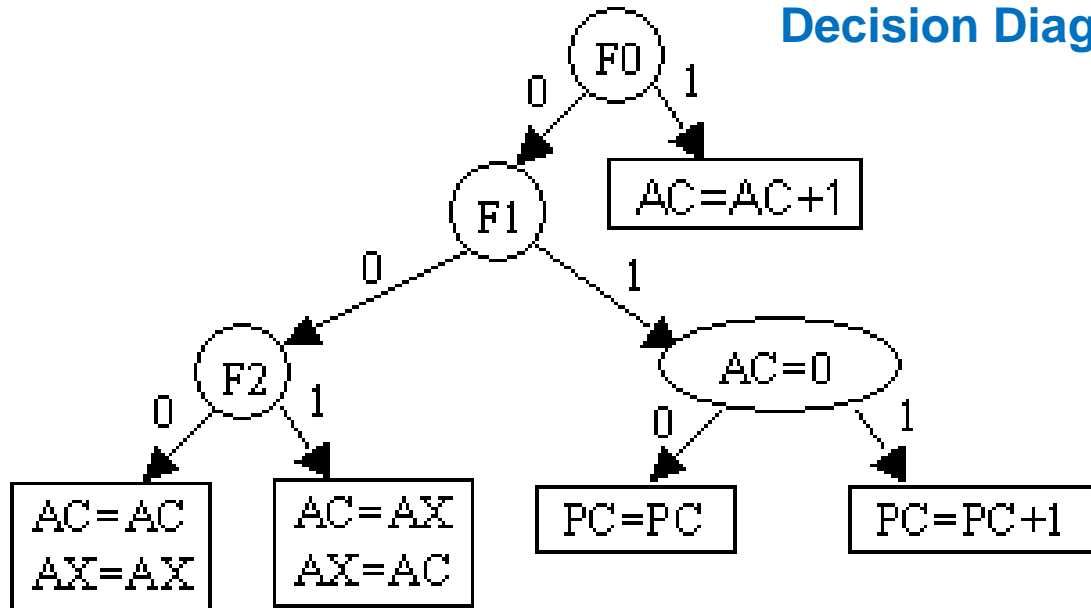 Decision Diag
F0
0
1
F1
AC=AC+1
0
1
F2
AC=0
0
1
0
1
AC=AC
AX=AX
AC=AX
AX=AC
PC=PC
PC=PC+1